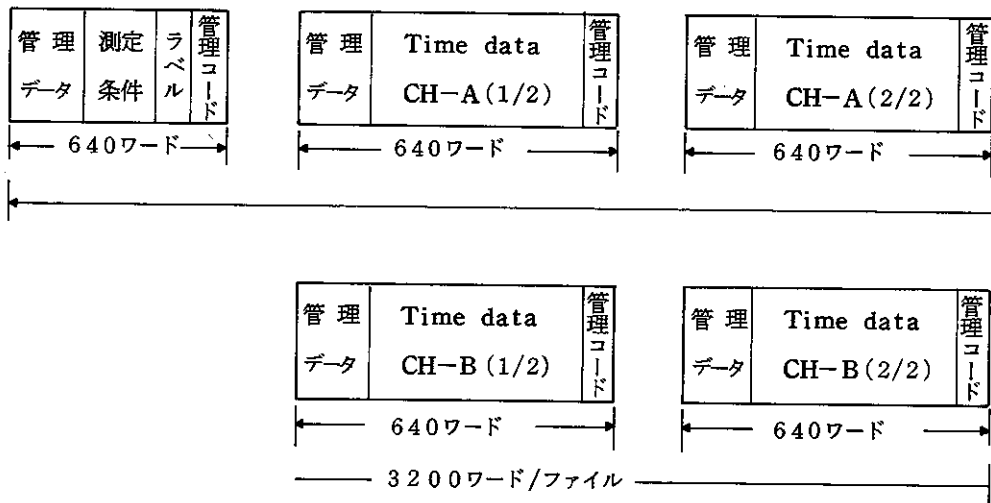 管理データ
測定条件
ラベル
管理コード
640ワード
管理データ
Time data
CH-A(1/2)
管理コード
640ワード
管理データ
Time data
CH-A(2/2)
管理コード
640ワード
管理データ
Time data
CH-B(1/2)
管理コード
640ワード
管理データ
Time data
CH-B(2/2)
管理コード
640ワード
3200ワード/ファイル